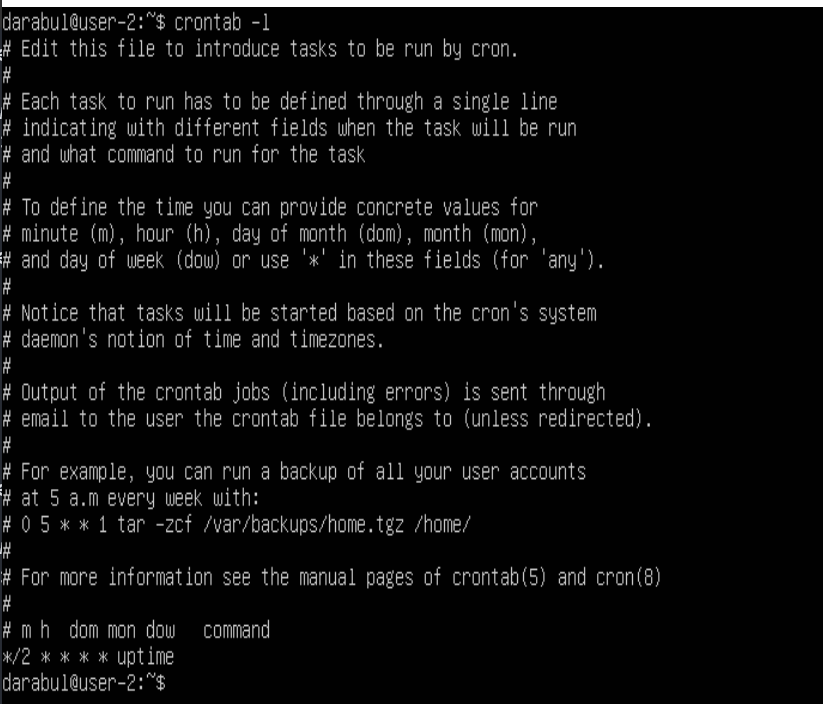 darabul@user-2:~$ crontab -l
# Edit this file to introduce tasks to be run by cron.
#
# Each task to run has to be defined through a single line
# indicating with different fields when the task will be run
# and what command to run for the task
#
# To define the time you can provide concrete values for
# minute (m), hour (h), day of month (dom), month (mon),
# and day of week (dow) or use '*' in these fields (for 'any').
#
# Notice that tasks will be started based on the cron's system
# daemon's notion of time and timezones.
#
# Output of the crontab jobs (including errors) is sent through
# email to the user the crontab file belongs to (unless redirected).
#
# For example, you can run a backup of all your user accounts
# at 5 a.m every week with:
# 0 5 * * 1 tar -zcf /var/backups/home.tgz /home/
#
# For more information see the manual pages of crontab(5) and cron(8)
#
# m h  dom mon dow   command
*/2 * * * * uptime
darabul@user-2:~$